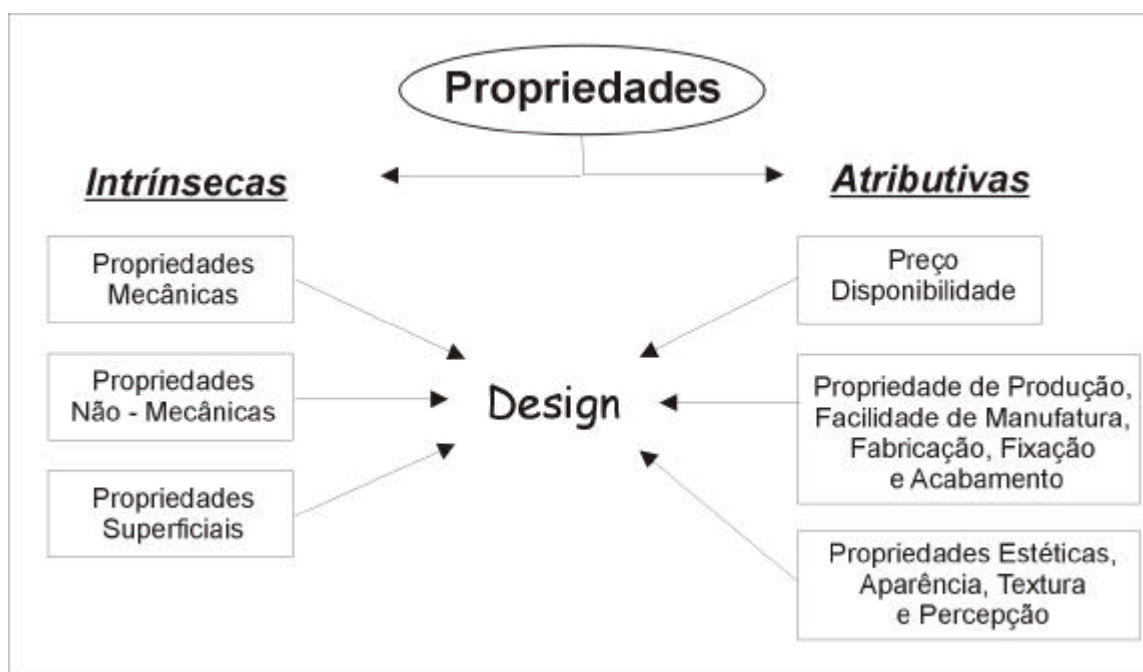 Propriedades
Intrínsecas
Atributivas
Propriedades
Mecânicas
Propriedades
Não - Mecânicas
Propriedades
Superficiais
Design
Preço
Disponibilidade
Propriedade de Produção,
Facilidade de Manufatura,
Fabricação, Fixação
e Acabamento
Propriedades Estéticas,
Aparência, Textura
e Percepção